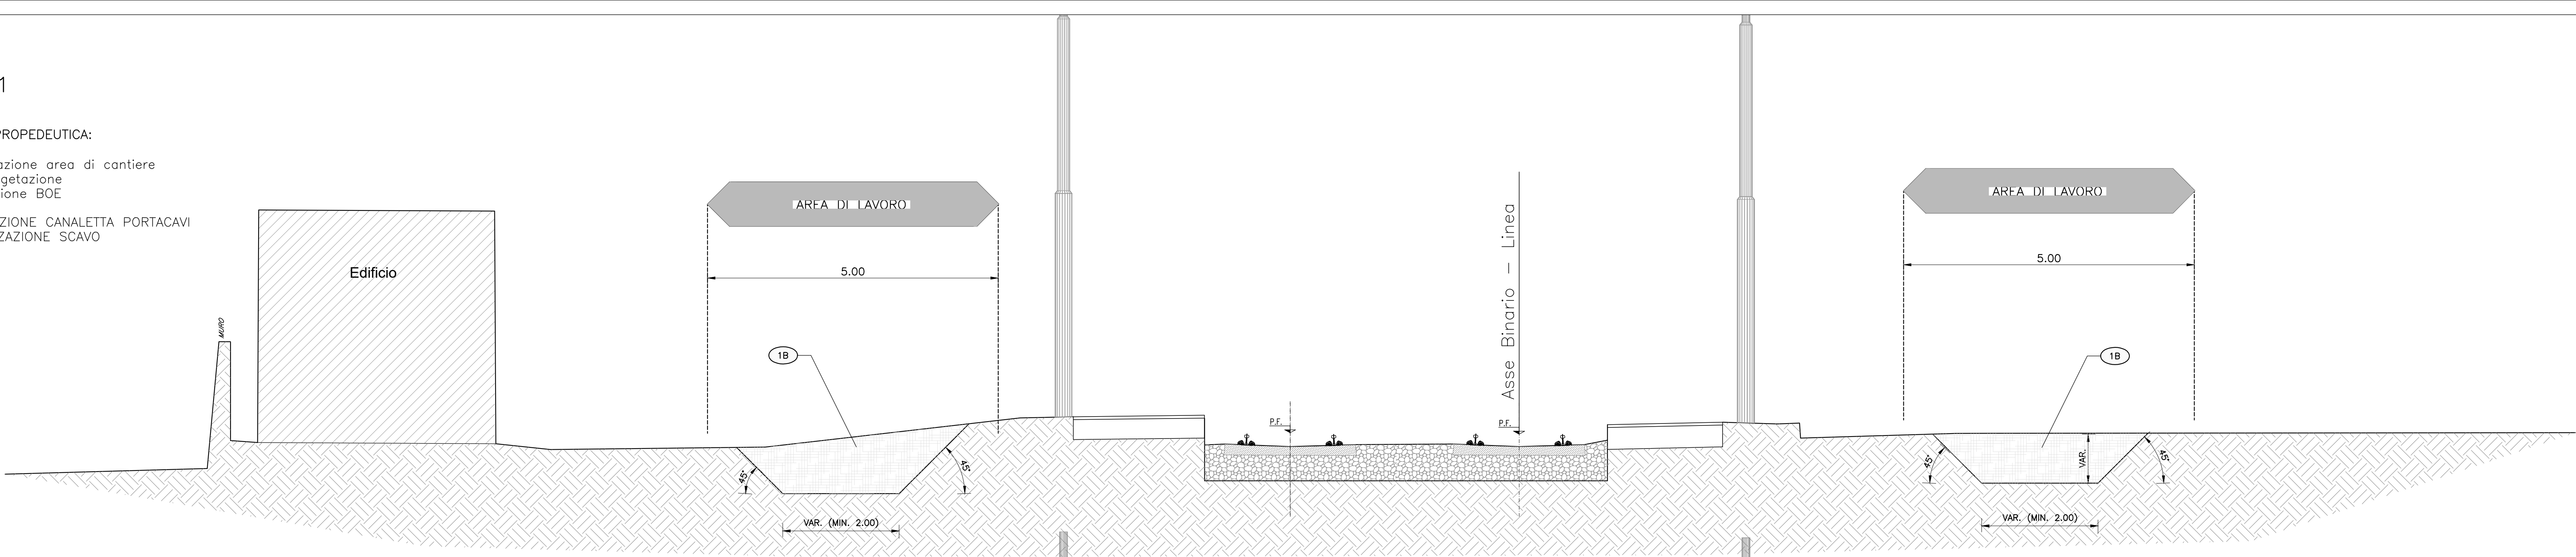 1
PROPEDEUTICA:
azione area di cantiere
getazione
ione BOE
ZIONE CANALETTA PORTACAVI
ZAZIONE SCAVO
MURO
Edificio
AREA DI LAVORO
5.00
1B
45°
45°
VAR. (MIN. 2.00)
P.F.
Asse Binario - Linea
P.F.
AREA DI LAVORO
5.00
1B
45°
VAR.
45°
VAR. (MIN. 2.00)